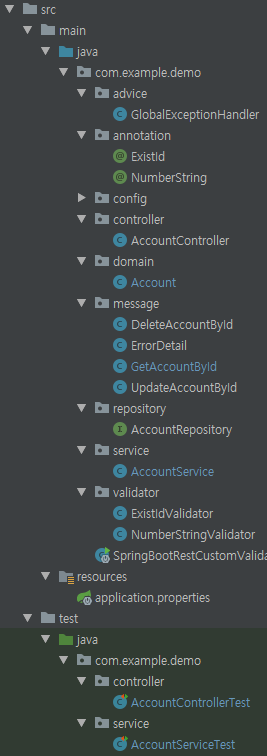 src
main
java
com.example.demo
advice
GlobalExceptionHandler
annotation
ExistId
NumberString
config
controller
AccountController
domain
Account
message
DeleteAccountById
ErrorDetail
GetAccountById
UpdateAccountById
repository
AccountRepository
service
AccountService
validator
ExistIdValidator
NumberStringValidator
SpringBootRestCustomValida
resources
application.properties
test
java
com.example.demo
controller
AccountControllerTest
service
AccountServiceTest